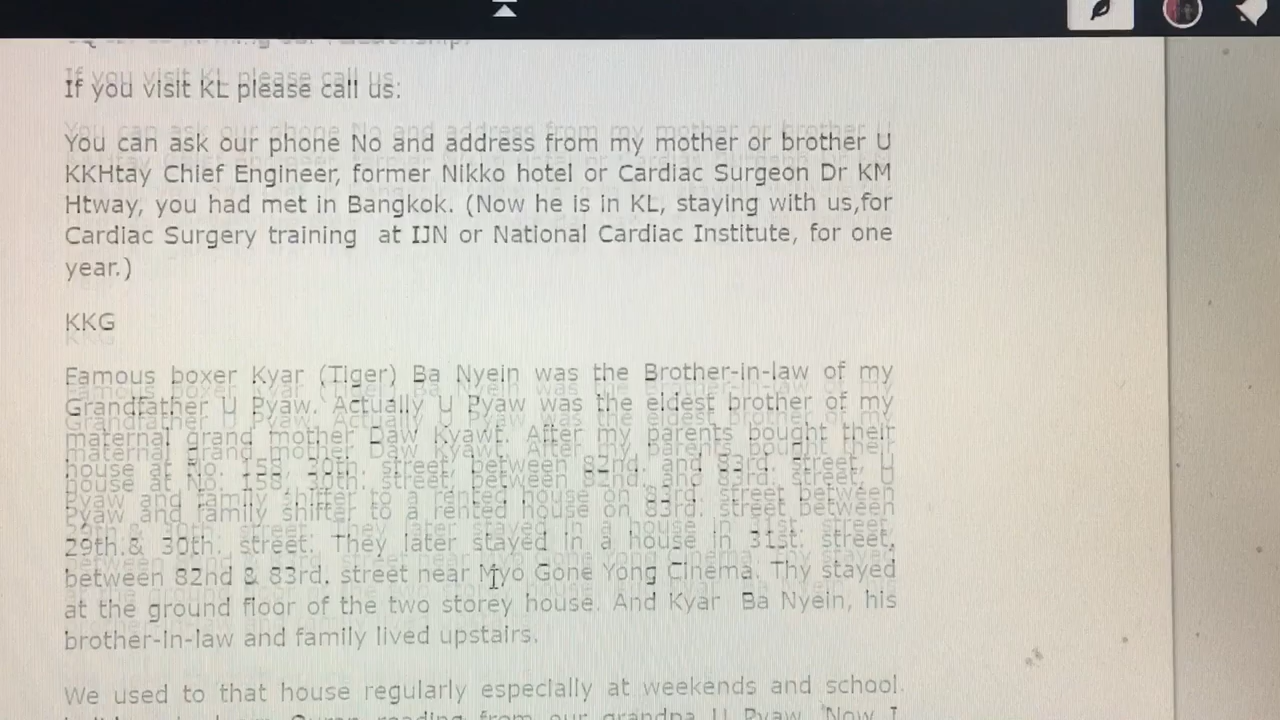 If you visit KL please call us:
You can ask our phone No and address from my mother or brother U
KKHtay Chief Engineer, former Nikko hotel or Cardiac Surgeon Dr KM
Htway, you had met in Bangkok. (Now he is in KL, staying with us,for
Cardiac Surgery training at IJN or National Cardiac Institute, for one
year.)
KKG
Famous boxer Kyar (Tiger) Ba Nyein was the Brother-in-law of my
Grandfather U Pyaw. Actually U Pyaw was the eldest brother of my
maternal grand mother Daw Kyawt. After my parents bought their
house at No. 158, 30th. street, between 82nd. and 83rd. street, U
Pyaw and family shifter to a rented house on 83rd. street between
29th.& 30th. street. They later stayed in a house in 31st. street,
between 82nd & 83rd. street near Myo Gone Yong Cinema. Thy stayed
at the ground floor of the two storey house. And Kyar Ba Nyein, his
brother-in-law and family lived upstairs.
We used to that house regularly especially at weekends and school
Quran reading from our grandpa U Pyaw. Now I